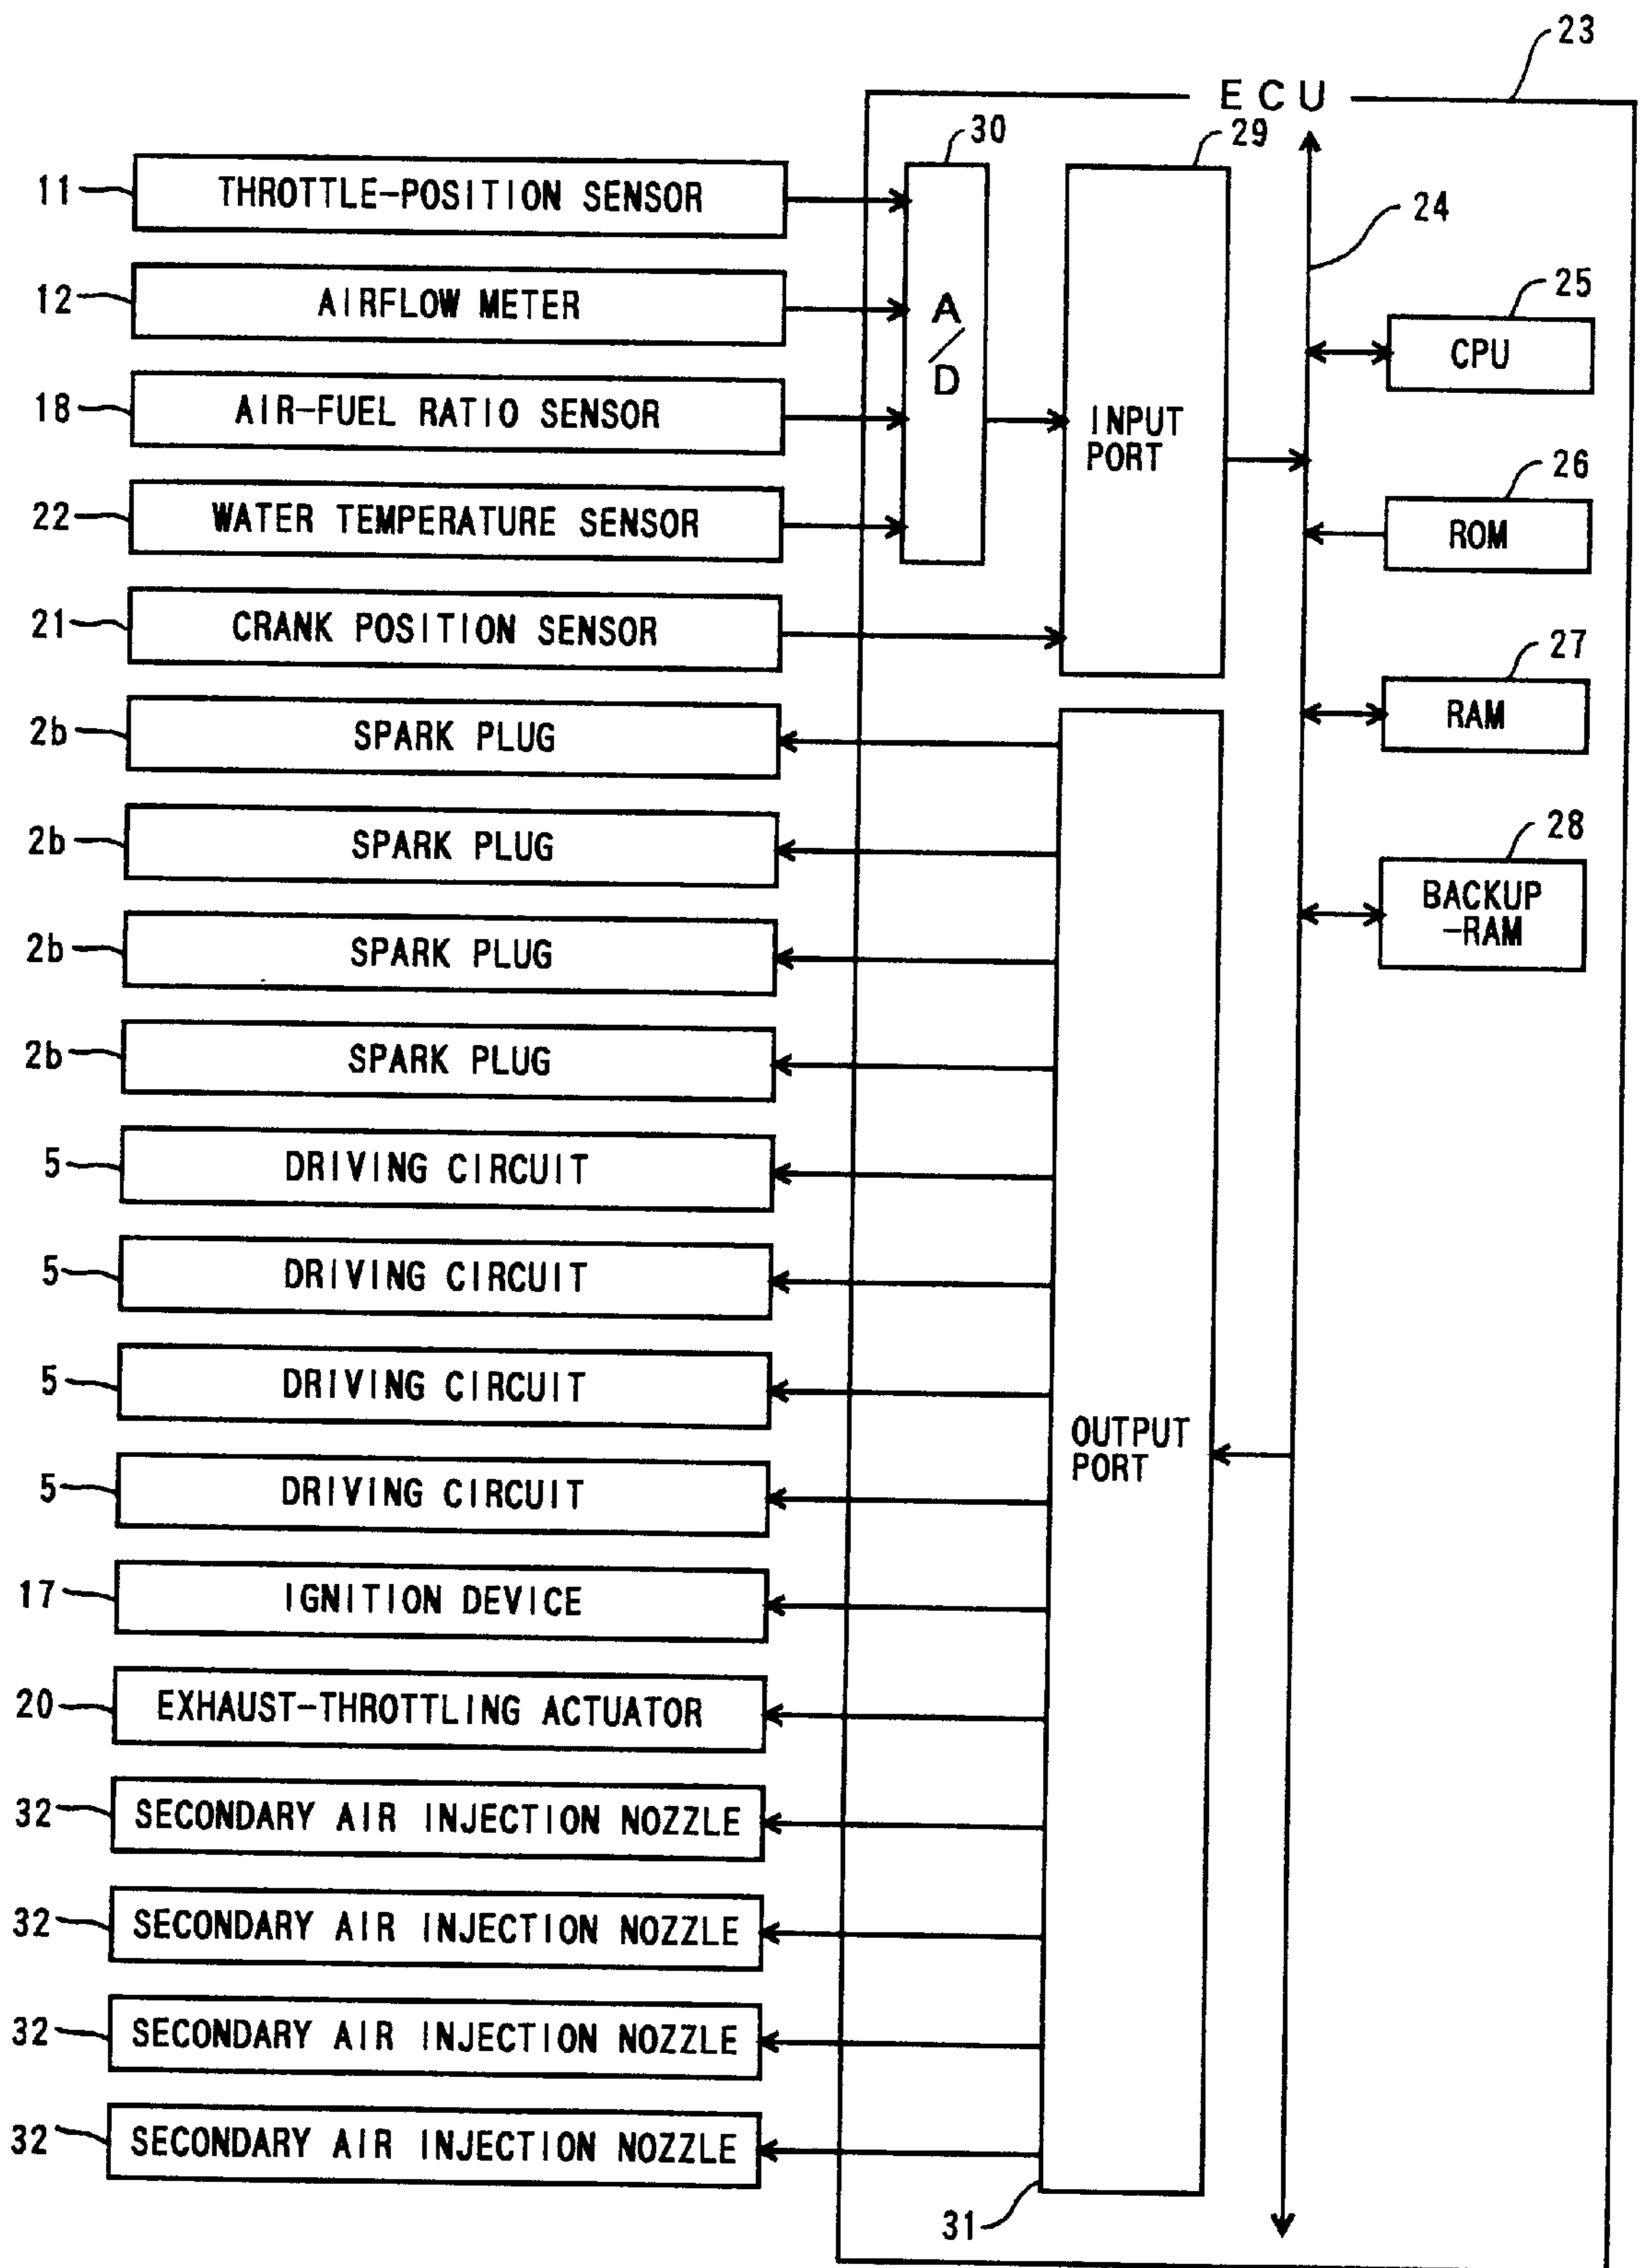 23
ECU
30
29
11 THROTTLE-POSITION SENSOR
24
12 AIRFLOW METER
A/D
25
CPU
18 AIR-FUEL RATIO SENSOR
INPUT
PORT
26
ROM
22 WATER TEMPERATURE SENSOR
21 CRANK POSITION SENSOR
27
RAM
2b SPARK PLUG
2b SPARK PLUG
28
BACKUP
-RAM
2b SPARK PLUG
2b SPARK PLUG
5 DRIVING CIRCUIT
5 DRIVING CIRCUIT
5 DRIVING CIRCUIT
OUTPUT
PORT
5 DRIVING CIRCUIT
17 IGNITION DEVICE
20 EXHAUST-THROTTLING ACTUATOR
32 SECONDARY AIR INJECTION NOZZLE
32 SECONDARY AIR INJECTION NOZZLE
32 SECONDARY AIR INJECTION NOZZLE
32 SECONDARY AIR INJECTION NOZZLE
31